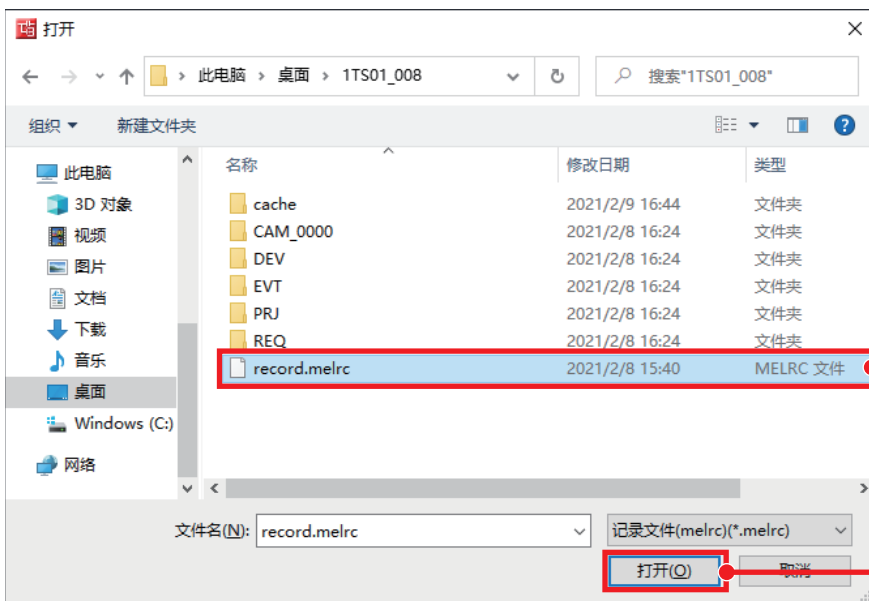 打开
此电脑 › 桌面 › 1TS01_008
搜索"1TS01_008"
组织
新建文件夹
此电脑
3D 对象
视频
图片
文档
下载
音乐
桌面
Windows (C:)
网络
名称 修改日期 类型
cache 2021/2/9 16:44 文件夹
CAM_0000 2021/2/8 16:24 文件夹
DEV 2021/2/8 16:24 文件夹
EVT 2021/2/8 16:24 文件夹
PRJ 2021/2/8 16:24 文件夹
REQ 2021/2/8 16:24 文件夹
record.melrc 2021/2/8 15:40 MELRC 文件
文件名(N): record.melrc 记录文件(melrc)(*.melrc)
打开(O) 取消